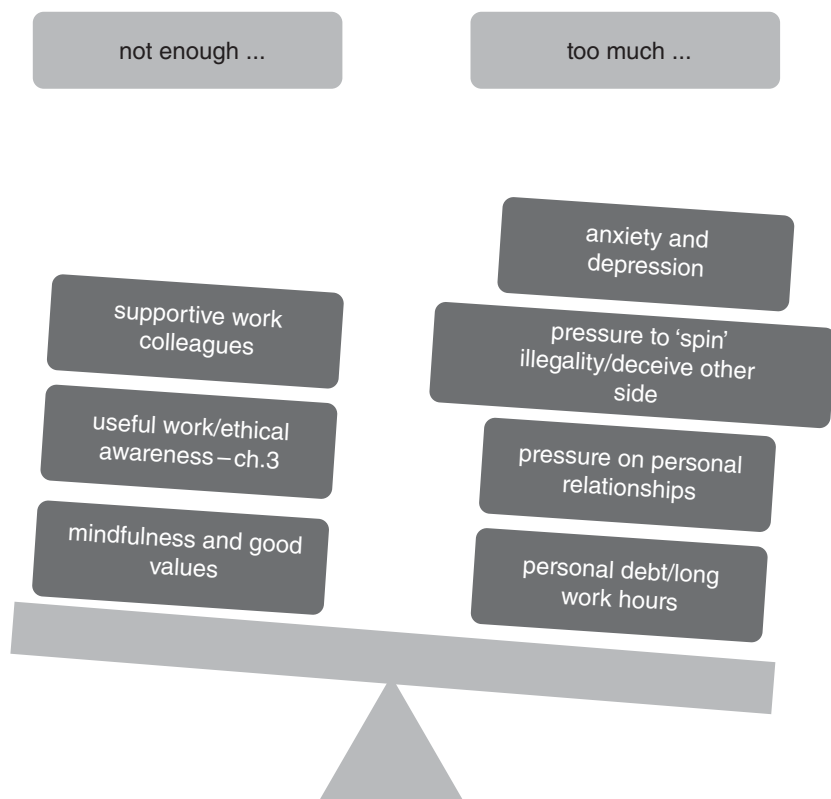 not enough ...
too much ...
supportive work
colleagues
useful work/ethical
awareness – ch.3
mindfulness and good
values
anxiety and
depression
pressure to ‘spin’
illegality/deceive other
side
pressure on personal
relationships
personal debt/long
work hours